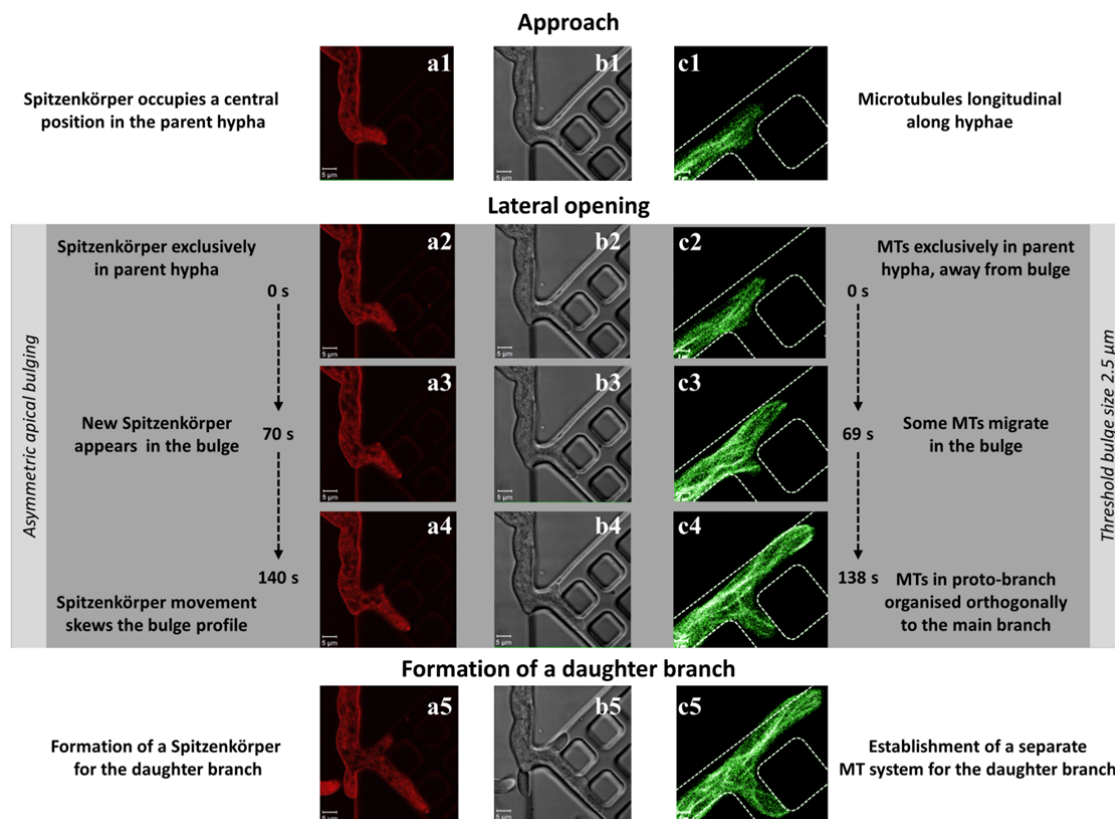 Approach
Spitzenkörper occupies a central
position in the parent hypha
a1
5 µm
b1
5 µm
c1
Microtubules longitudinal
along hyphae
Lateral opening
Asymmetric apical bulging
Spitzenkörper exclusively
in parent hypha
0 s
a2
5 µm
b2
5 µm
c2
MTs exclusively in parent
hypha, away from bulge
0 s
New Spitzenkörper
appears in the bulge
70 s
a3
5 µm
b3
5 µm
c3
69 s
Some MTs migrate
in the bulge
140 s
Spitzenkörper movement
skews the bulge profile
a4
5 µm
b4
5 µm
c4
138 s
MTs in proto-branch
organised orthogonally
to the main branch
Threshold bulge size 2.5 µm
Formation of a daughter branch
Formation of a Spitzenkörper
for the daughter branch
a5
5 µm
b5
5 µm
c5
Establishment of a separate
MT system for the daughter branch